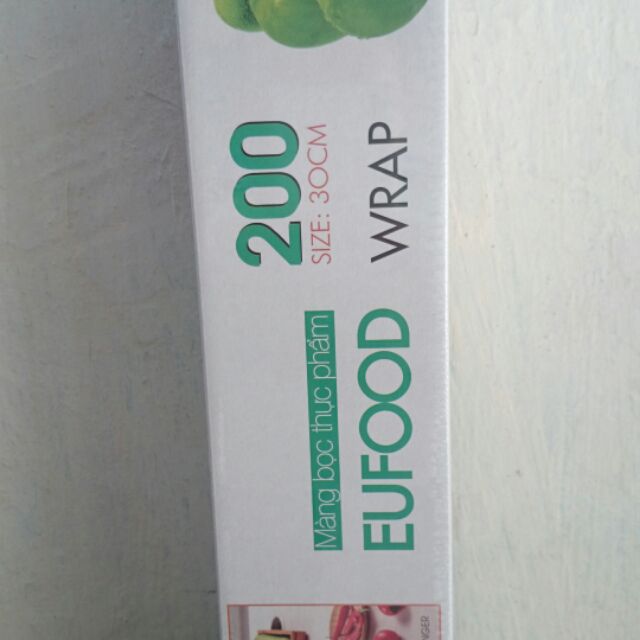 Màng bọc thực phẩm
200
SIZE: 30CM
EUFOOD WRAP